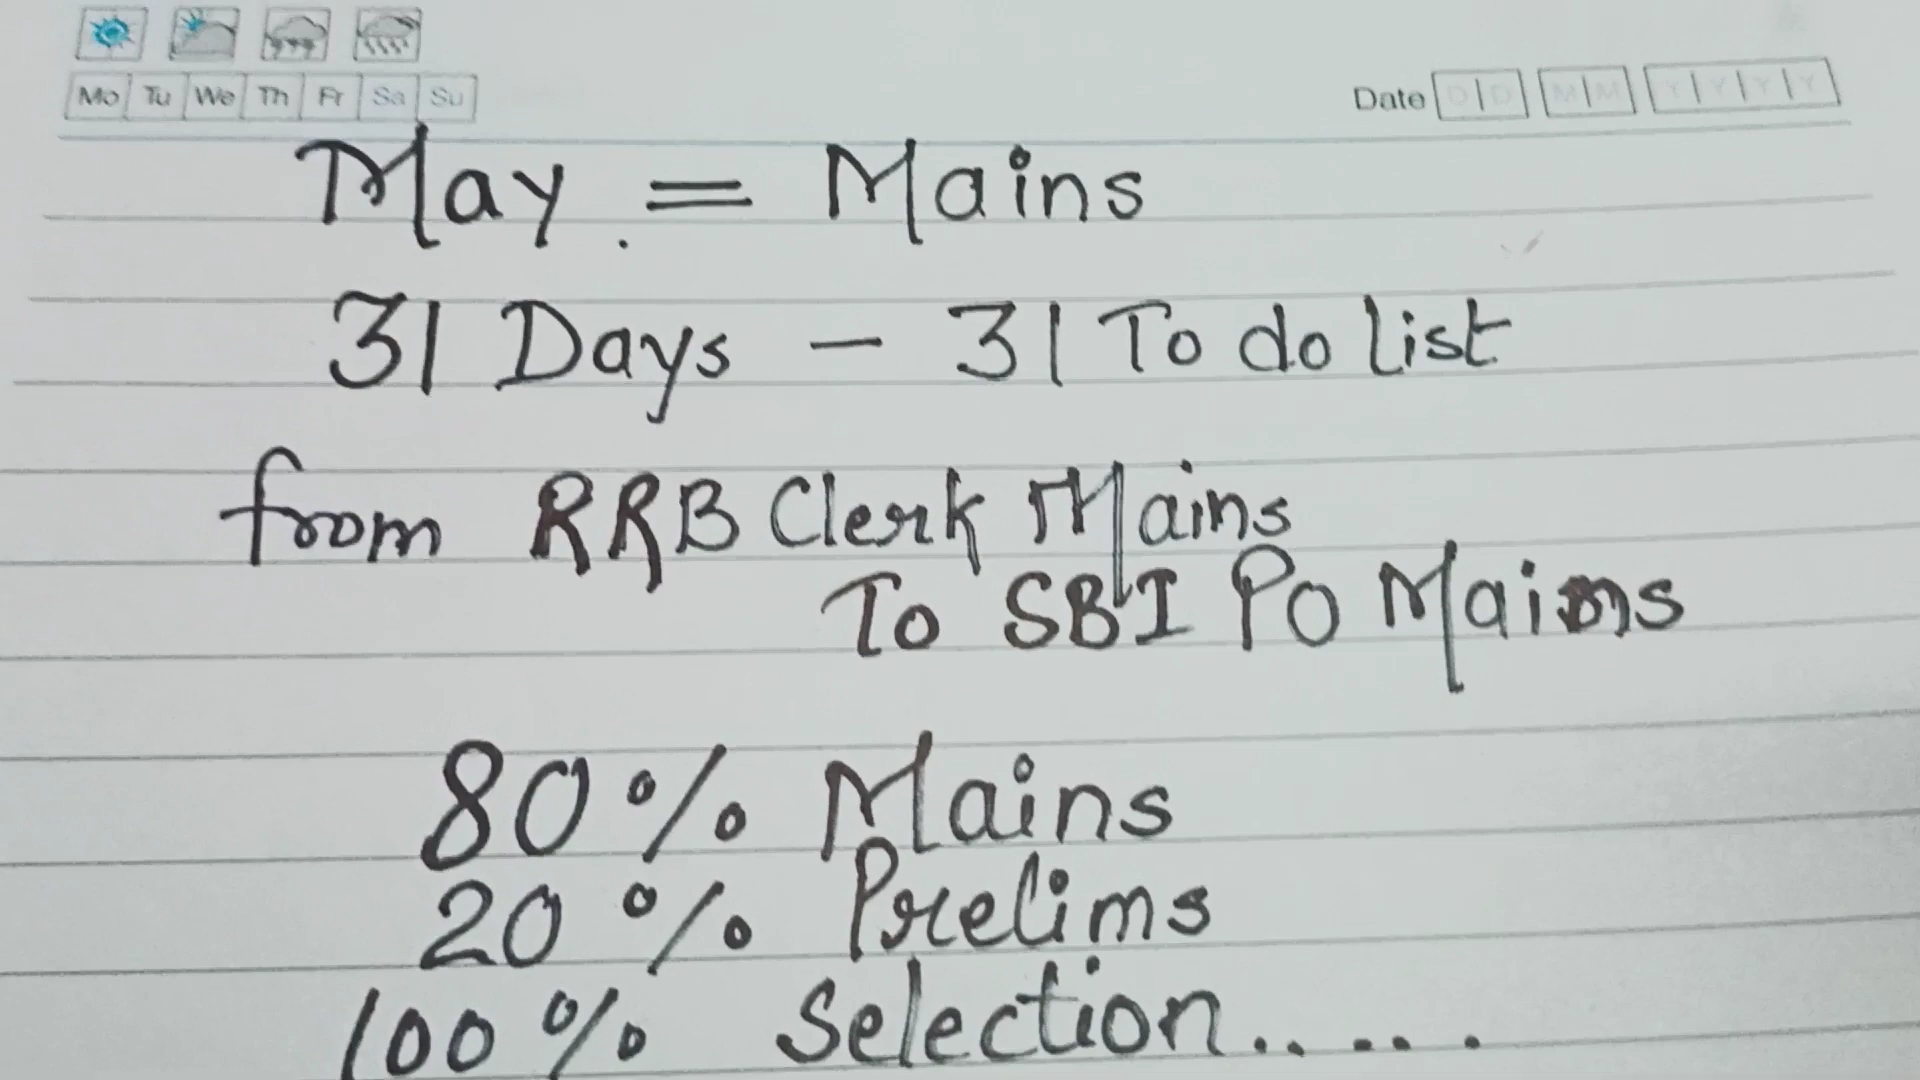 Mo Tu We Th Fr Sa Su
Date D D M M Y Y Y Y
May = Mains
31 Days - 31 To do list
from RRB Clerk Mains
To SBI PO Mains
80% Mains
20% Prelims
100% Selection......